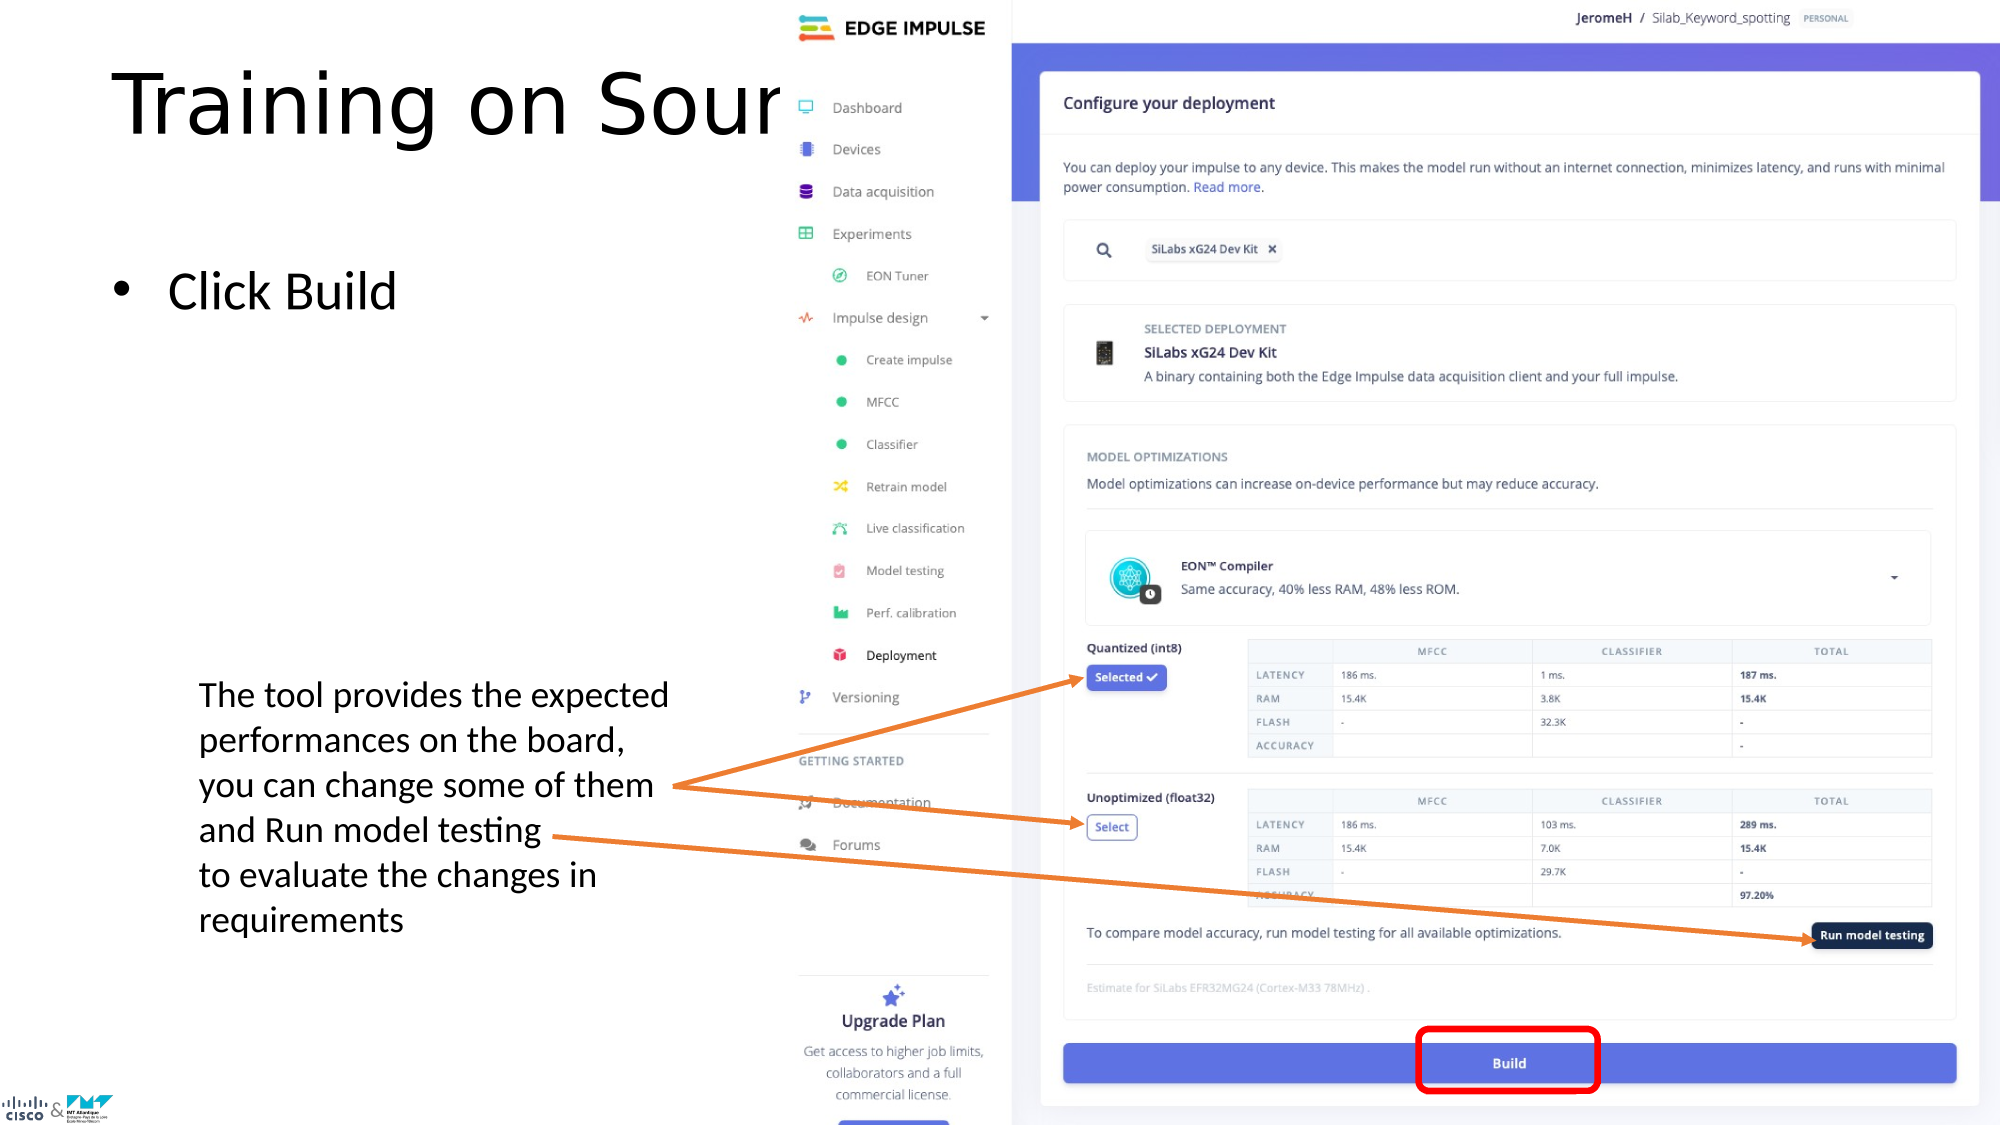 Training on Soun
Click Build
The tool provides the expected
performances on the board,
you can change some of them
and Run model testing
to evaluate the changes in
requirements
cisco & IMT Atlantique
EDGE IMPULSE
Dashboard
Devices
Data acquisition
Experiments
EON Tuner
Impulse design
Create impulse
MFCC
Classifier
Retrain model
Live classification
Model testing
Perf. calibration
Deployment
Versioning
GETTING STARTED
Documentation
Forums
Upgrade Plan
Get access to higher job limits,
collaborators and a full
commercial license.
JeromeH / Silab_Keyword_spotting PERSONAL
Configure your deployment
You can deploy your impulse to any device. This makes the model run without an internet connection, minimizes latency, and runs with minimal
power consumption. Read more.
SiLabs xG24 Dev Kit ×
SELECTED DEPLOYMENT
SiLabs xG24 Dev Kit
A binary containing both the Edge Impulse data acquisition client and your full impulse.
MODEL OPTIMIZATIONS
Model optimizations can increase on-device performance but may reduce accuracy.
EON™ Compiler
Same accuracy, 40% less RAM, 48% less ROM.
Quantized (int8)
Selected
MFCC CLASSIFIER TOTAL
LATENCY 186 ms. 1 ms. 187 ms.
RAM 15.4K 3.8K 15.4K
FLASH - 32.3K -
ACCURACY -
Unoptimized (float32)
Select
MFCC CLASSIFIER TOTAL
LATENCY 186 ms. 103 ms. 289 ms.
RAM 15.4K 7.0K 15.4K
FLASH - 29.7K -
ACCURACY 97.20%
To compare model accuracy, run model testing for all available optimizations.
Run model testing
Estimate for SiLabs EFR32MG24 (Cortex-M33 78MHz) .
Build